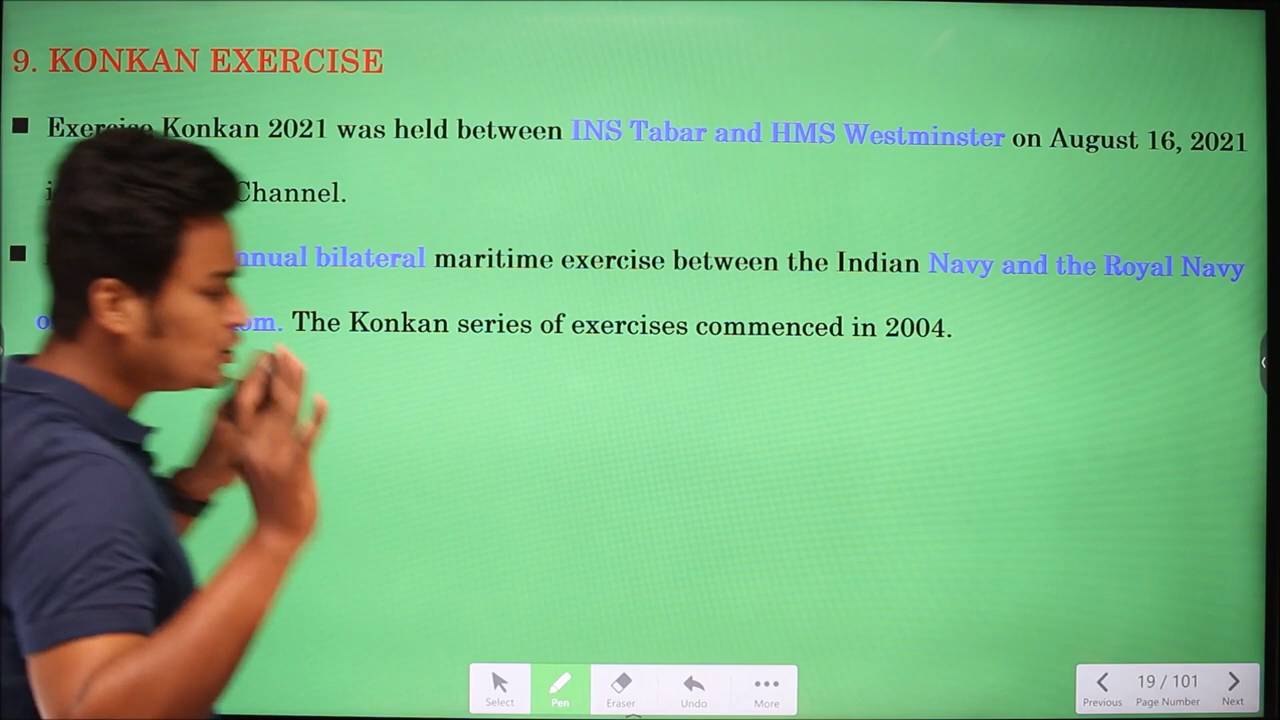 9. KONKAN EXERCISE
■ Exercise Konkan 2021 was held between INS Tabar and HMS Westminster on August 16, 2021
Channel.
■ annual bilateral maritime exercise between the Indian Navy and the Royal Navy
The Konkan series of exercises commenced in 2004.
Select Pen Eraser Undo More
19 / 101
Previous Page Number Next